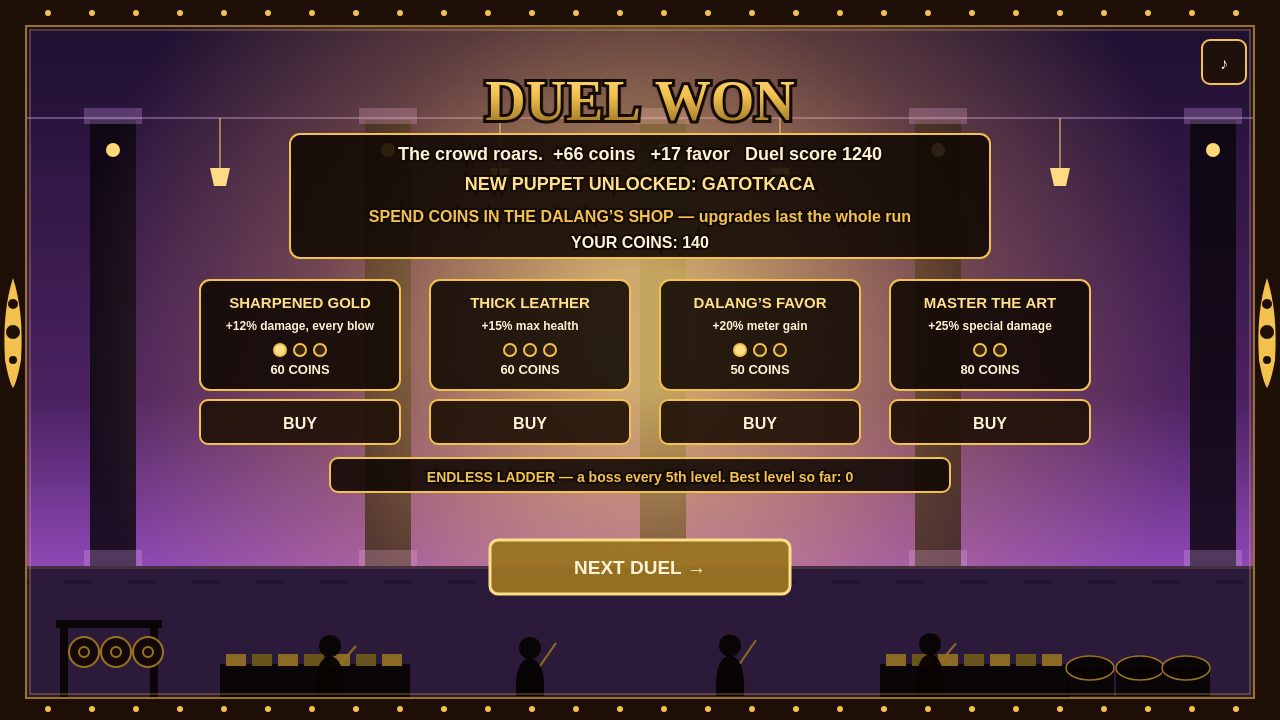 ♪
DUEL WON
The crowd roars. +66 coins +17 favor Duel score 1240
NEW PUPPET UNLOCKED: GATOTKACA
SPEND COINS IN THE DALANG’S SHOP — upgrades last the whole run
YOUR COINS: 140
SHARPENED GOLD
+12% damage, every blow
60 COINS
BUY
THICK LEATHER
+15% max health
60 COINS
BUY
DALANG’S FAVOR
+20% meter gain
50 COINS
BUY
MASTER THE ART
+25% special damage
80 COINS
BUY
ENDLESS LADDER — a boss every 5th level. Best level so far: 0
NEXT DUEL →